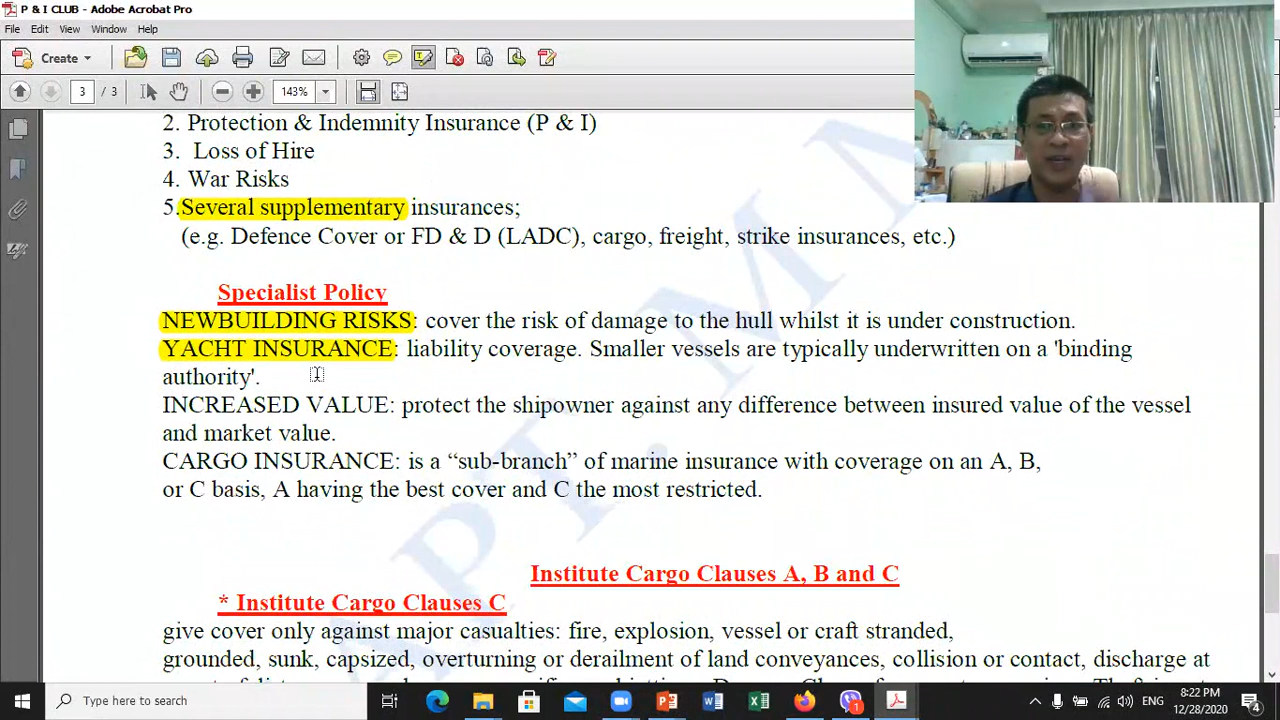 P & I CLUB - Adobe Acrobat Pro
File Edit View Window Help
Create
3 / 3 143%
2. Protection & Indemnity Insurance (P & I)
3. Loss of Hire
4. War Risks
5.Several supplementary insurances;
(e.g. Defence Cover or FD & D (LADC), cargo, freight, strike insurances, etc.)
Specialist Policy
NEWBUILDING RISKS: cover the risk of damage to the hull whilst it is under construction.
YACHT INSURANCE: liability coverage. Smaller vessels are typically underwritten on a 'binding
authority'.
INCREASED VALUE: protect the shipowner against any difference between insured value of the vessel
and market value.
CARGO INSURANCE: is a “sub-branch” of marine insurance with coverage on an A, B,
or C basis, A having the best cover and C the most restricted.
Institute Cargo Clauses A, B and C
* Institute Cargo Clauses C
give cover only against major casualties: fire, explosion, vessel or craft stranded,
grounded, sunk, capsized, overturning or derailment of land conveyances, collision or contact, discharge at
Type here to search
ENG
8:22 PM
12/28/2020
4